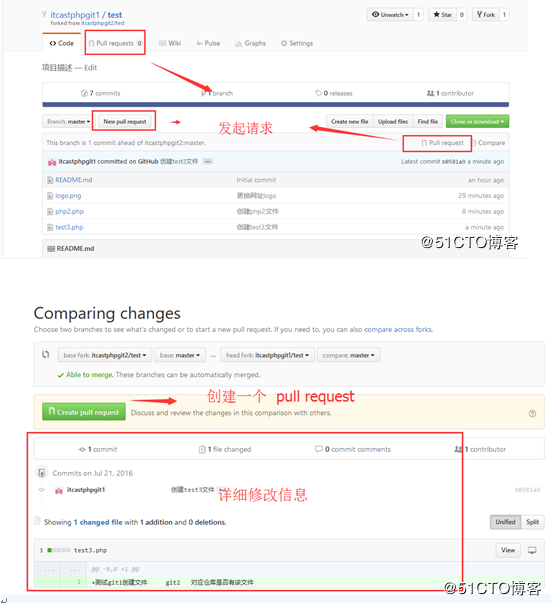 itcastphpgit1 / test
forked from itcastphpgit2/test
Unwatch 1 Star 0 Fork 1
Code Pull requests 0 Wiki Pulse Graphs Settings
项目描述 — Edit
7 commits 1 branch 0 releases 1 contributor
Branch: master New pull request 发起请求 Create new file Upload files Find file Clone or download
This branch is 1 commit ahead of itcastphpgit2:master. Pull request Compare
itcastphpgit1 committed on GitHub 创建test3文件 Latest commit b0581a9 a minute ago
README.md Initial commit an hour ago
logo.png 更换网址logo 29 minutes ago
php2.php 创建php2文件 8 minutes ago
test3.php 创建test3文件 a minute ago
README.md
@51CTO博客
Comparing changes
Choose two branches to see what's changed or to start a new pull request. If you need to, you can also compare across forks.
base fork: itcastphpgit2/test base: master ... head fork: itcastphpgit1/test compare: master
Able to merge. These branches can be automatically merged.
创建一个 pull request
Create pull request Discuss and review the changes in this comparison with others.
1 commit 1 file changed 0 commit comments 1 contributor
Commits on Jul 21, 2016
itcastphpgit1 创建test3文件 b0581a9
详细修改信息
Showing 1 changed file with 1 addition and 0 deletions. Unified Split
1 test3.php View
... ... @@ -0,0 +1 @@
1 +测试git1创建文件 git2 对应仓库是否有该文件
@51CTO博客